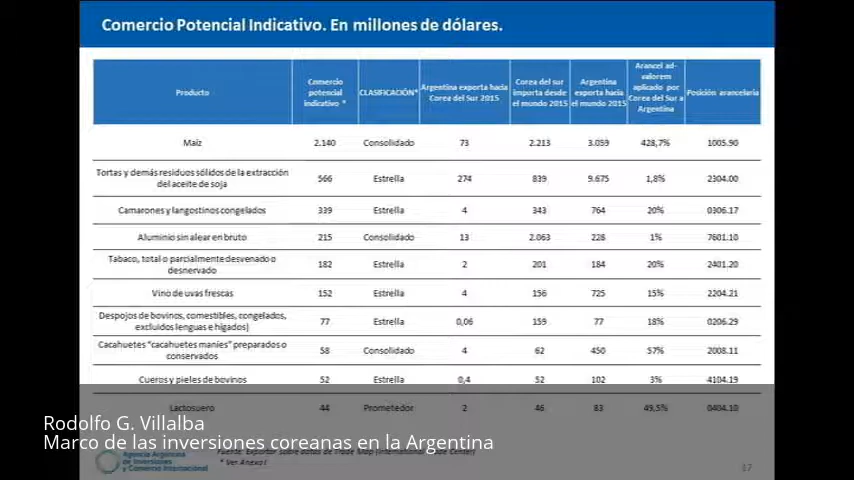 Comercio Potencial Indicativo. En millones de dólares.
Producto | Comercio potencial indicativo * | CLASIFICACIÓN* | Argentina exporta hacia Corea del Sur 2015 | Corea del sur importa desde el mundo 2015 | Argentina exporta hacia el mundo 2015 | Arancel ad-valorem aplicado por Corea del Sur a Argentina | Posición arancelaria
Maíz 2.140 Consolidado 73 2.213 3.059 428,7% 1005.90
Tortas y demás residuos sólidos de la extracción
del aceite de soja 566 Estrella 274 839 9.675 1,8% 2304.00
Camarones y langostinos congelados 339 Estrella 4 343 764 20% 0306.17
Aluminio sin alear en bruto 215 Consolidado 13 2.063 228 1% 7601.10
Tabaco, total o parcialmente desvenado o
desnervado 182 Estrella 2 201 184 20% 2401.20
Vino de uvas frescas 152 Estrella 4 156 725 15% 2204.21
Despojos de bovinos, comestibles, congelados,
excluidos lenguas e hígados) 77 Estrella 0,06 159 77 18% 0206.29
Cacahuetes "cacahuetes maníes" preparados o
conservados 58 Consolidado 4 62 450 57% 2008.11
Cueros y pieles de bovinos 52 Estrella 0,4 52 102 3% 4104.19
Lactosuero 44 Prometedor 2 46 83 49,5% 0404.10
Rodolfo G. Villalba
Marco de las inversiones coreanas en la Argentina
Agencia Argentina
de Inversiones
y Comercio Internacional
Fuente: Exportar sobre datos de Trade Map (International Trade Center)
* Ver Anexo I
17